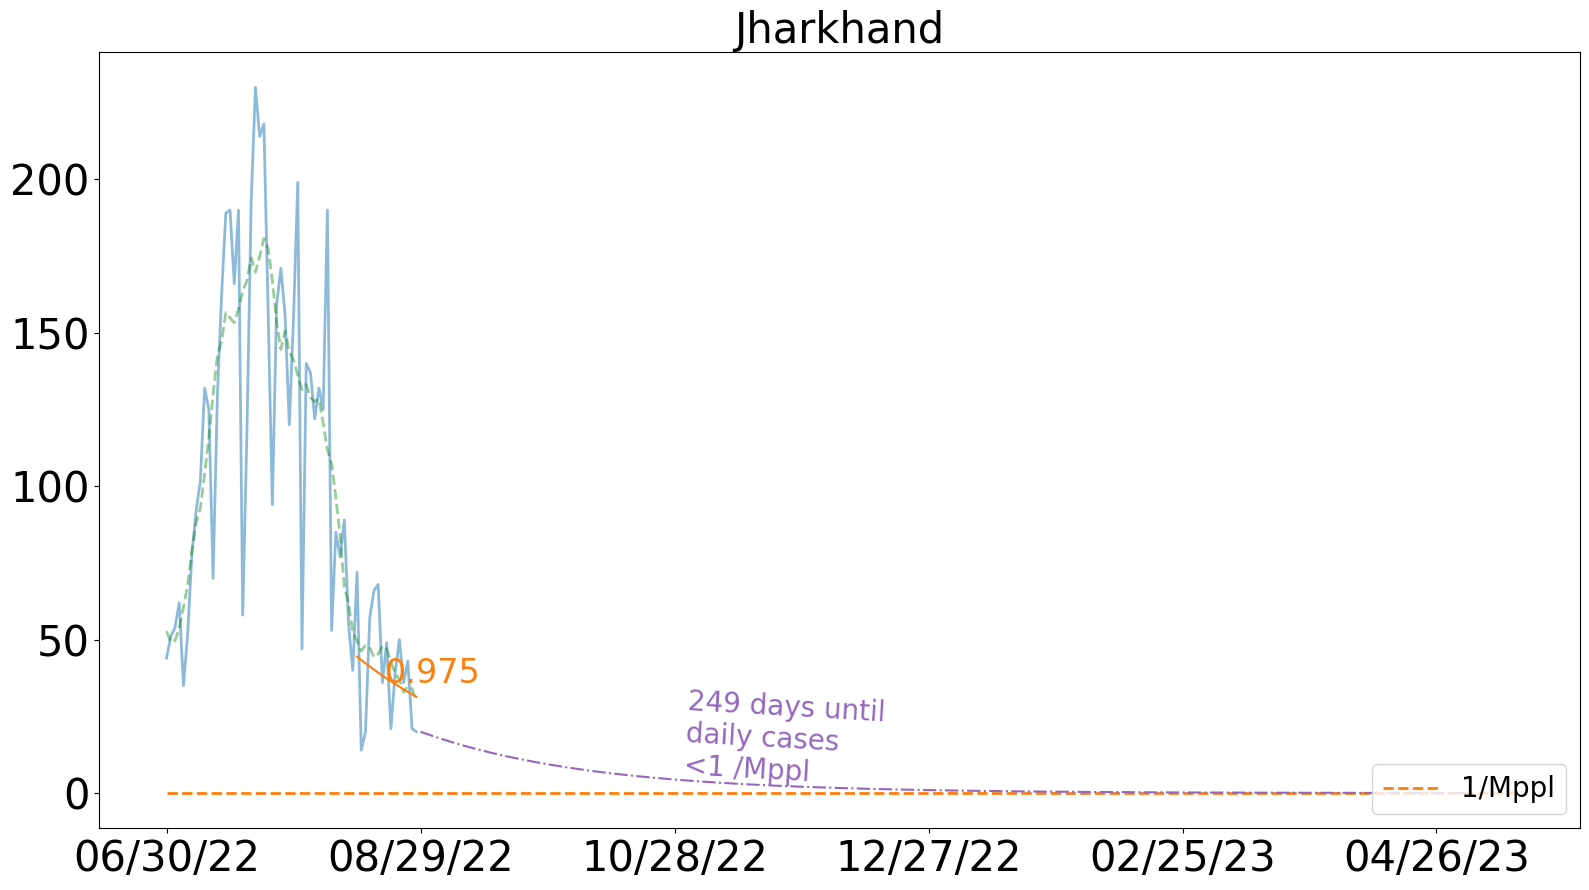 Jharkhand
200
150
100
50
0
0.975
249 days until
daily cases
<1 /Mppl
1/Mppl
06/30/22
08/29/22
10/28/22
12/27/22
02/25/23
04/26/23